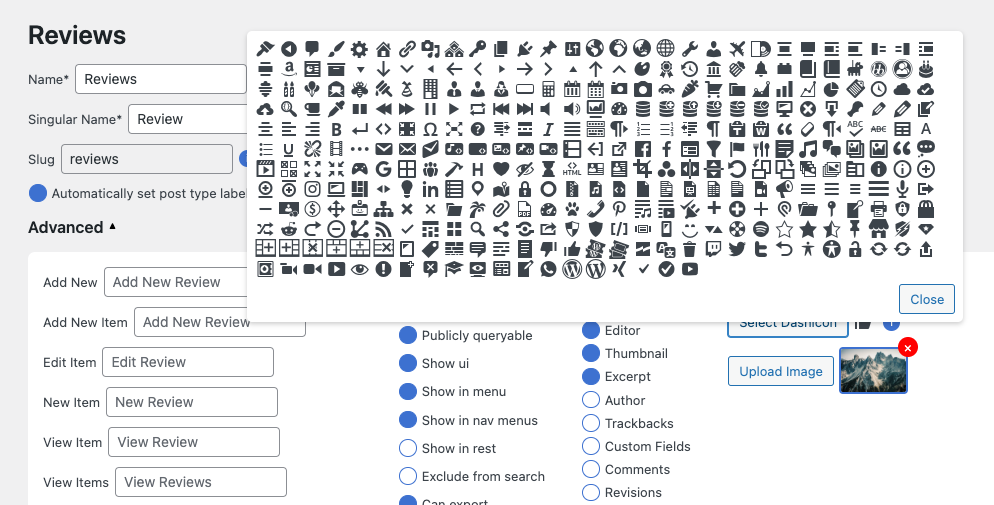 Reviews
Name* Reviews
Singular Name* Review
Slug reviews
Automatically set post type labe
Advanced
Close
Add New Add New Review
Add New Item Add New Review
Edit Item Edit Review
New Item New Review
View Item View Review
View Items View Reviews
Publicly queryable
Show ui
Show in menu
Show in nav menus
Show in rest
Exclude from search
Can export
Editor
Thumbnail
Excerpt
Author
Trackbacks
Custom Fields
Comments
Revisions
Select Dashicon
Upload Image